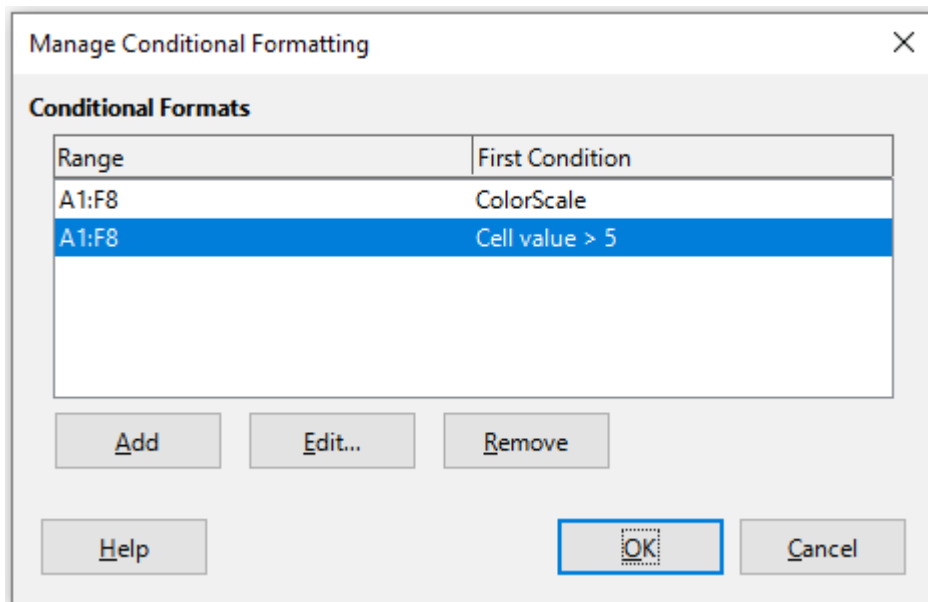 Manage Conditional Formatting
Conditional Formats
Range First Condition
A1:F8 ColorScale
A1:F8 Cell value > 5
Add Edit... Remove
Help OK Cancel